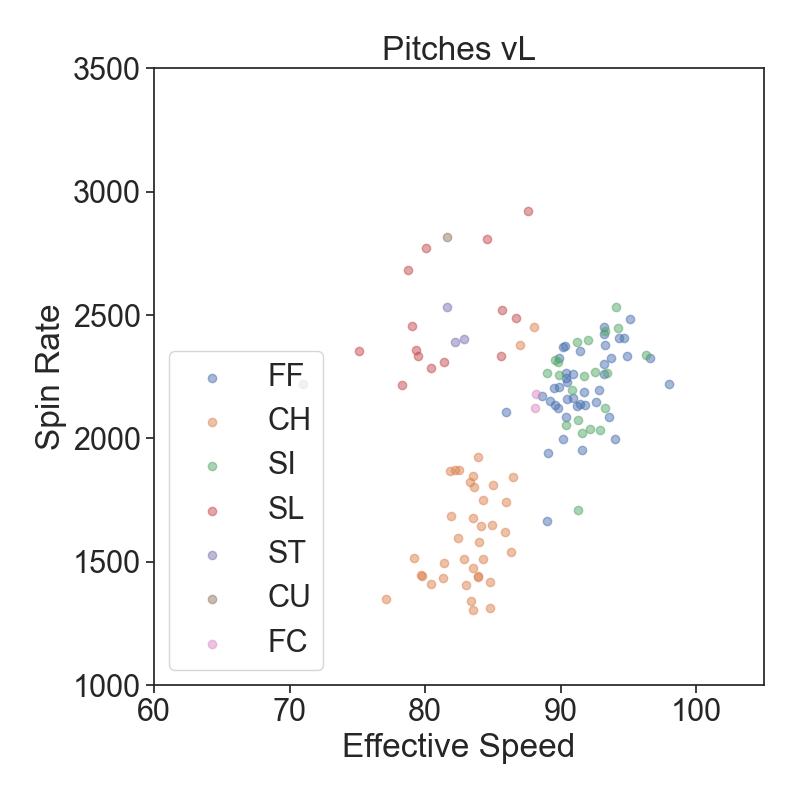 Pitches vL
Spin Rate
3500
3000
2500
2000
1500
1000
FF
CH
SI
SL
ST
CU
FC
60 70 80 90 100
Effective Speed